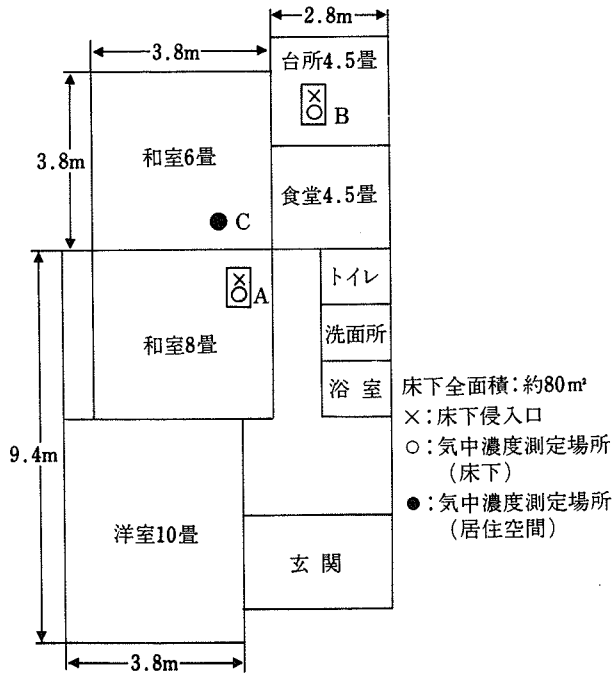 2.8m
3.8m
台所4.5畳
×
○
B
3.8m
和室6畳
食堂4.5畳
● C
×
○
A
トイレ
和室8畳
洗面所
浴 室
床下全面積:約80㎡
×:床下侵入口
○:気中濃度測定場所
(床下)
●:気中濃度測定場所
(居住空間)
9.4m
洋室10畳
玄 関
3.8m